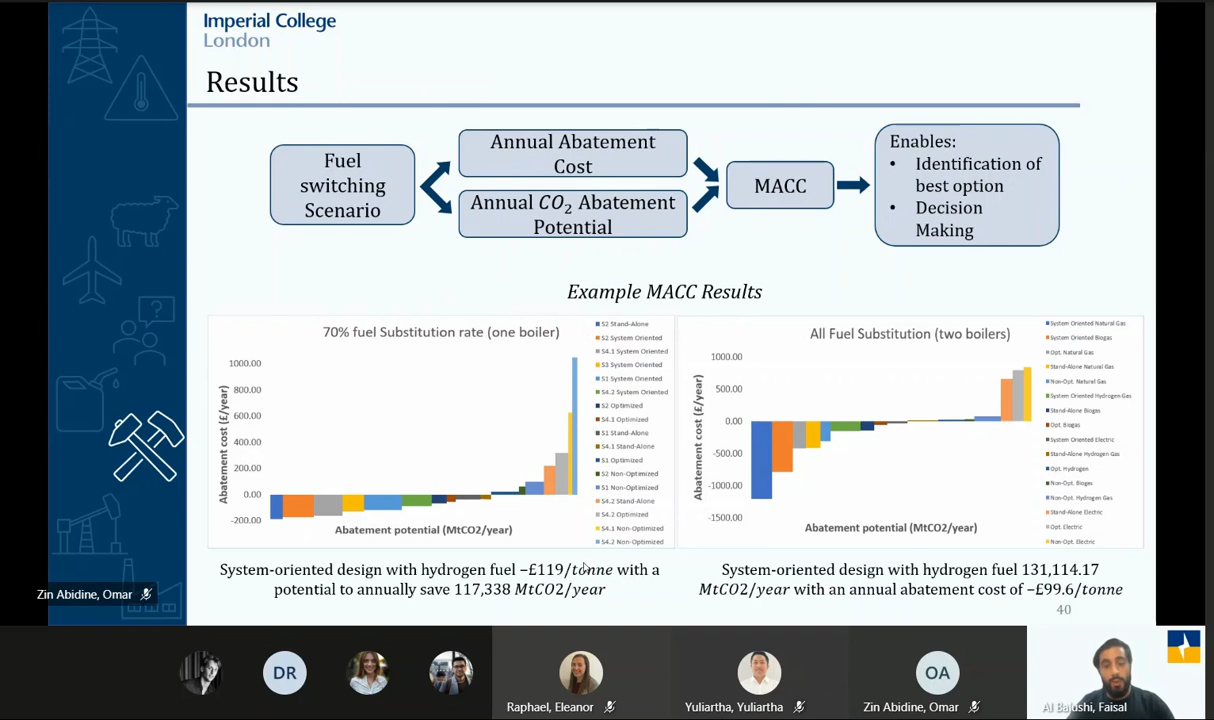 Imperial College
London
Results
Fuel
switching
Scenario
Annual Abatement
Cost
Annual CO2 Abatement
Potential
MACC
Enables:
• Identification of
best option
• Decision
Making
Example MACC Results
70% fuel Substitution rate (one boiler)
Abatement cost (£/year)
1000.00
800.00
600.00
400.00
200.00
0.00
-200.00
Abatement potential (MtCO2/year)
S2 Stand-Alone
S2 System Oriented
S4.1 System Oriented
S3 System Oriented
S1 System Oriented
S4.2 System Oriented
S2 Optimized
S4.1 Optimized
S1 Stand-Alone
S4.1 Stand-Alone
S1 Optimized
S2 Non-Optimized
S1 Non-Optimized
S4.2 Stand-Alone
S4.2 Optimized
S4.1 Non-Optimized
S4.2 Non-Optimized
All Fuel Substitution (two boilers)
Abatement cost (£/year)
1000.00
500.00
0.00
-500.00
-1000.00
-1500.00
Abatement potential (MtCO2/year)
System Oriented Natural Gas
System Oriented Biogas
Opt. Natural Gas
Stand-Alone Natural Gas
Non-Opt. Natural Gas
System Oriented Hydrogen Gas
Stand-Alone Biogas
Opt. Biogas
System Oriented Electric
Stand-Alone Hydrogen Gas
Opt. Hydrogen
Non-Opt. Biogas
Non-Opt. Hydrogen Gas
Stand-Alone Electric
Opt. Electric
Non-Opt. Electric
System-oriented design with hydrogen fuel −£119/tonne with a
potential to annually save 117,338 MtCO2/year
System-oriented design with hydrogen fuel 131,114.17
MtCO2/year with an annual abatement cost of −£99.6/tonne
40
Zin Abidine, Omar
DR
Raphael, Eleanor
Yuliartha, Yuliartha
OA
Zin Abidine, Omar
Al Balushi, Faisal